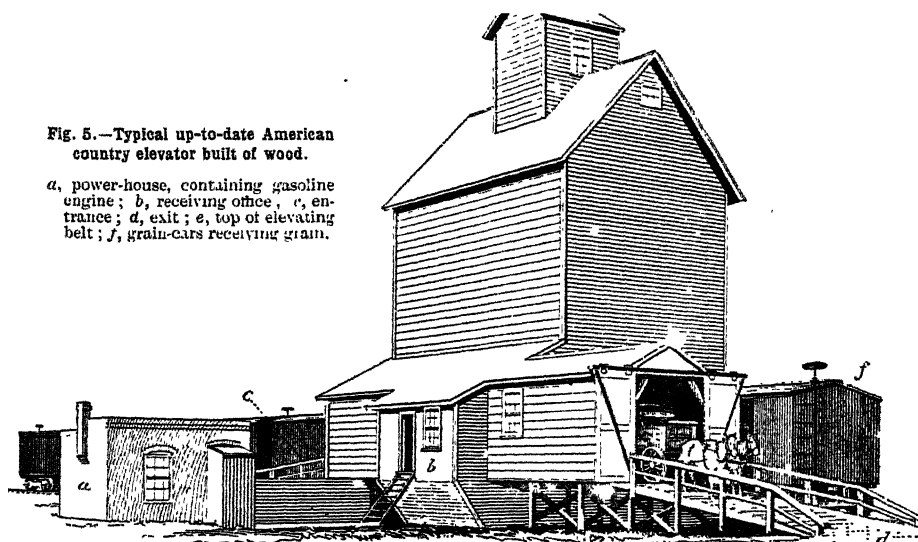 Fig. 5.—Typical up-to-date American
country elevator built of wood.
a, power-house, containing gasoline
engine; b, receiving office, c, en-
trance; d, exit; e, top of elevating
belt; f, grain-cars receiving grain.
c
f
a
b
d